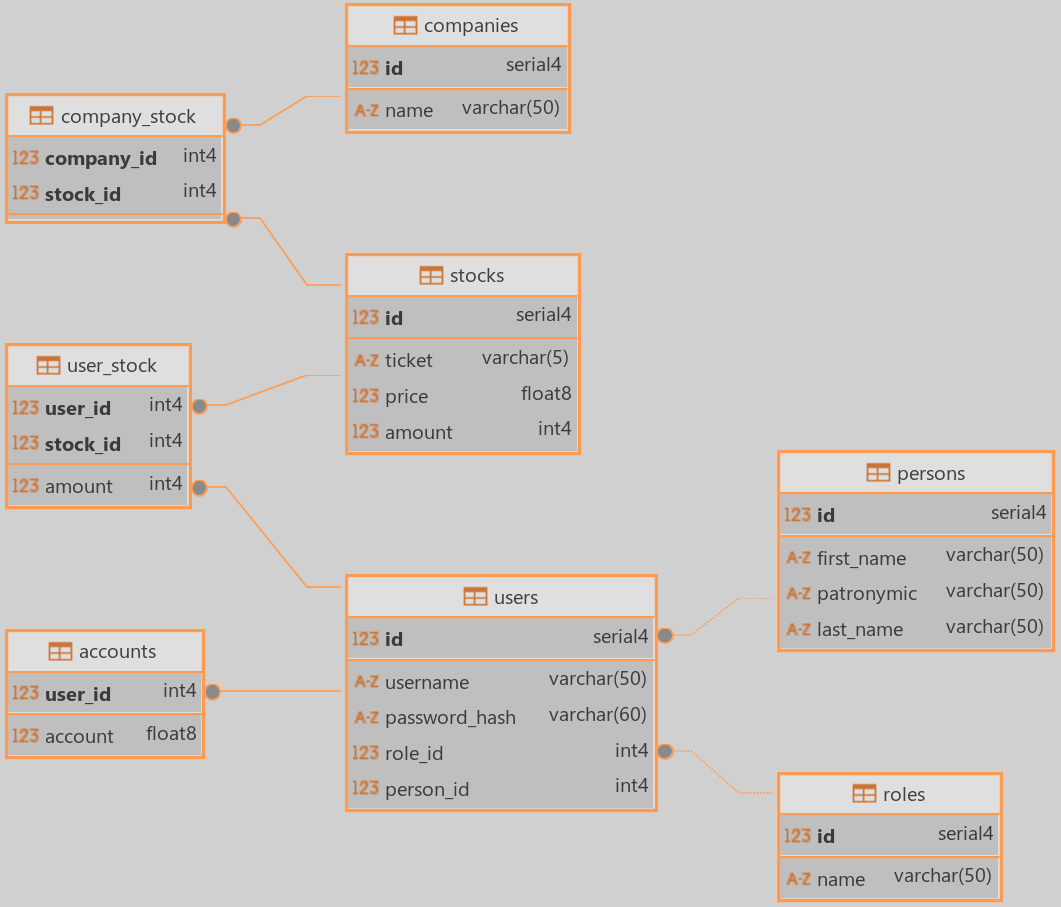 companies
123 id serial4
A-Z name varchar(50)
company_stock
123 company_id int4
123 stock_id int4
stocks
123 id serial4
A-Z ticket varchar(5)
123 price float8
123 amount int4
user_stock
123 user_id int4
123 stock_id int4
123 amount int4
persons
123 id serial4
A-Z first_name varchar(50)
A-Z patronymic varchar(50)
A-Z last_name varchar(50)
users
123 id serial4
A-Z username varchar(50)
A-Z password_hash varchar(60)
123 role_id int4
123 person_id int4
accounts
123 user_id int4
123 account float8
roles
123 id serial4
A-Z name varchar(50)